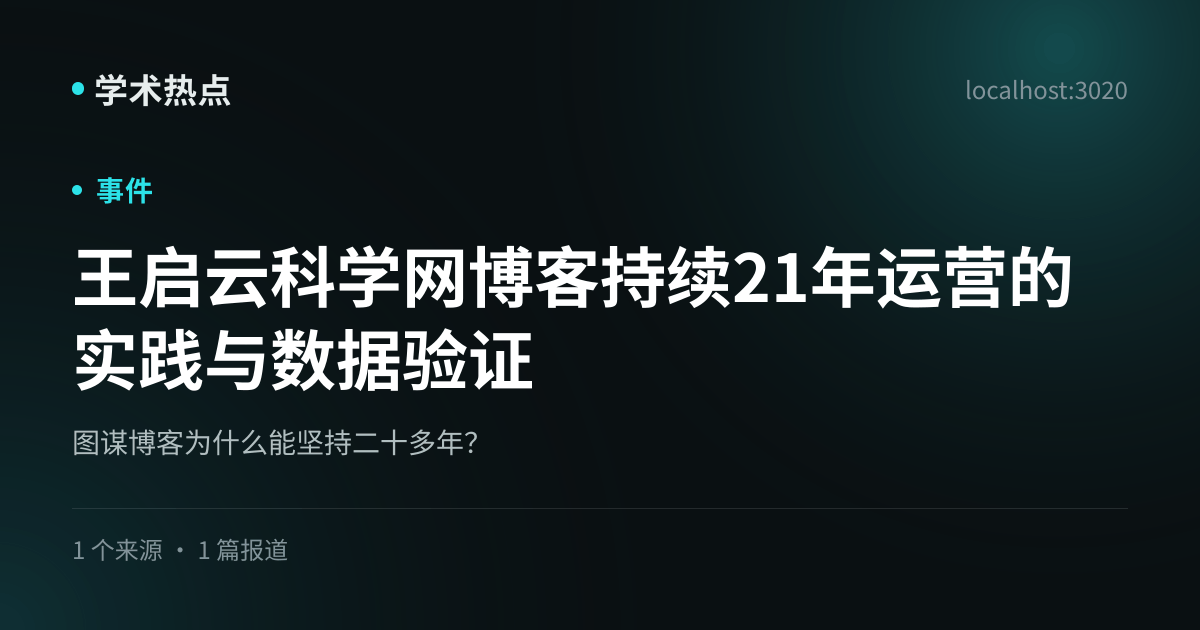 学术热点
localhost:3020
事件
王启云科学网博客持续21年运营的
实践与数据验证
图谋博客为什么能坚持二十多年？
1 个来源 · 1 篇报道